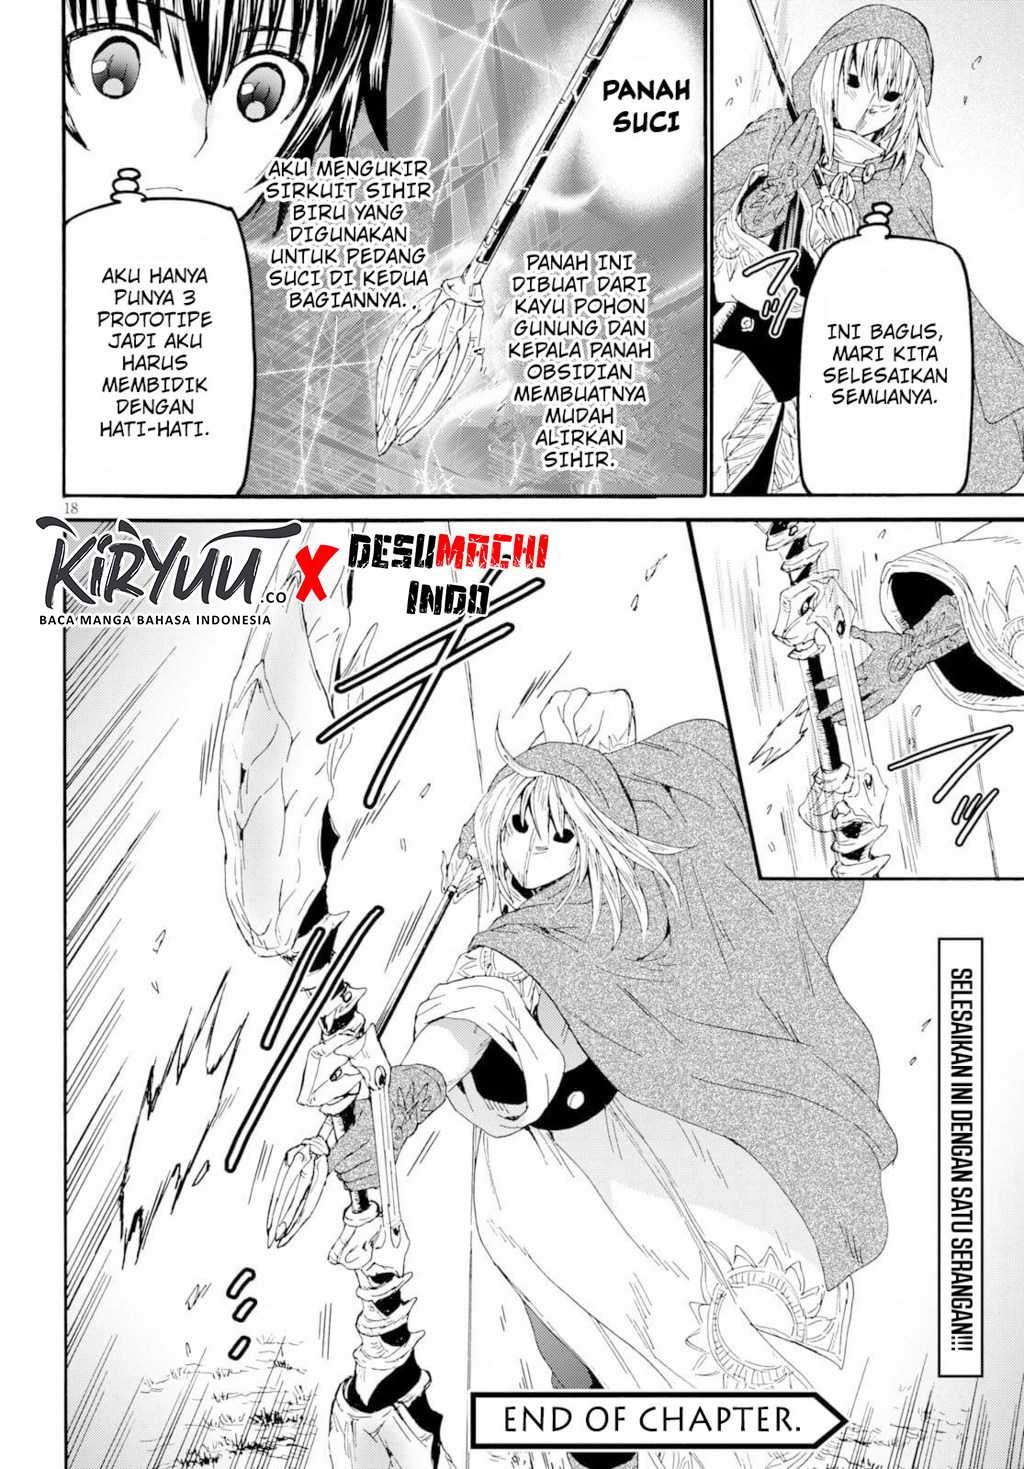 INI BAGUS,
MARI KITA
SELESAIKAN
SEMUANYA.
PANAH
SUCI
PANAH INI
DIBUAT DARI
KAYU POHON
GUNUNG DAN
KEPALA PANAH
OBSIDIAN
MEMBUATNYA
MUDAH
ALIRKAN
SIHIR.
AKU MENGUKIR
SIRKUIT SIHIR
BIRU YANG
DIGUNAKAN
UNTUK PEDANG
SUCI DI KEDUA
BAGIANNYA.
AKU HANYA
PUNYA 3
PROTOTIPE
JADI AKU
HARUS
MEMBIDIK
DENGAN
HATI-HATI.
18
KIRYUU.CO X DESUMACHI
INDO
BACA MANGA BAHASA INDONESIA
SELESAIKAN INI DENGAN SATU SERANGAN!!!
END OF CHAPTER.